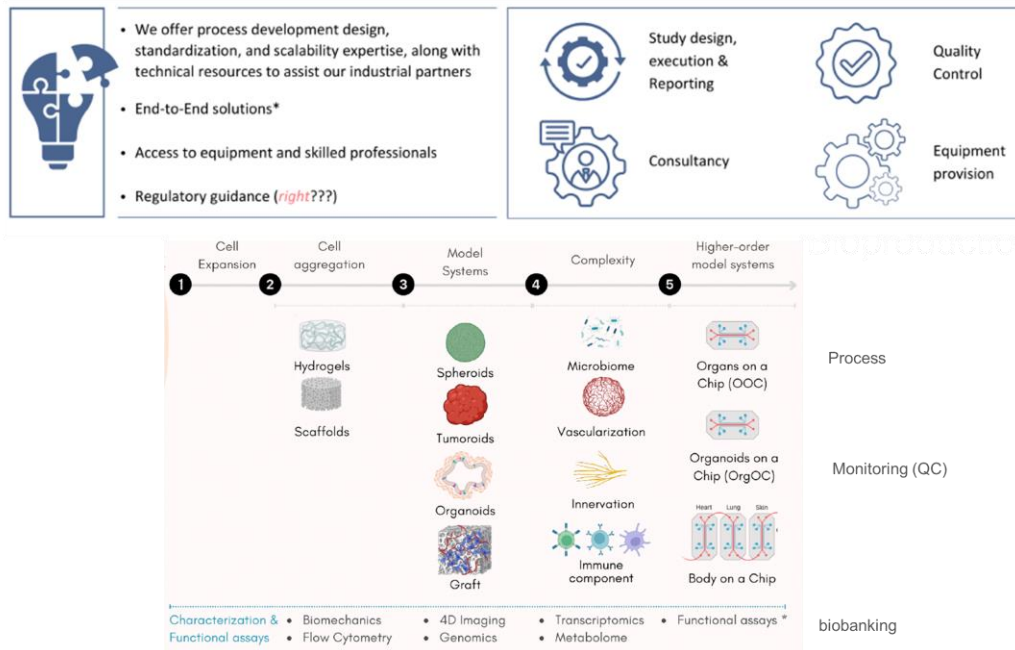 • We offer process development design,
standardization, and scalability expertise, along with
technical resources to assist our industrial partners
• End-to-End solutions*
• Access to equipment and skilled professionals
• Regulatory guidance (right???)
Study design,
execution &
Reporting
Quality
Control
Consultancy
Equipment
provision
Cell
Expansion
Cell
aggregation
Model
Systems
Complexity
Higher-order
model systems
1
2
3
4
5
Hydrogels
Scaffolds
Spheroids
Tumoroids
Organoids
Graft
Microbiome
Vascularization
Innervation
Immune
component
Organs on a
Chip (OOC)
Organoids on a
Chip (OrgOC)
Heart Lung Skin
Body on a Chip
Process
Monitoring (QC)
Characterization &
Functional assays
• Biomechanics
• Flow Cytometry
• 4D Imaging
• Genomics
• Transcriptomics
• Metabolome
• Functional assays *
biobanking